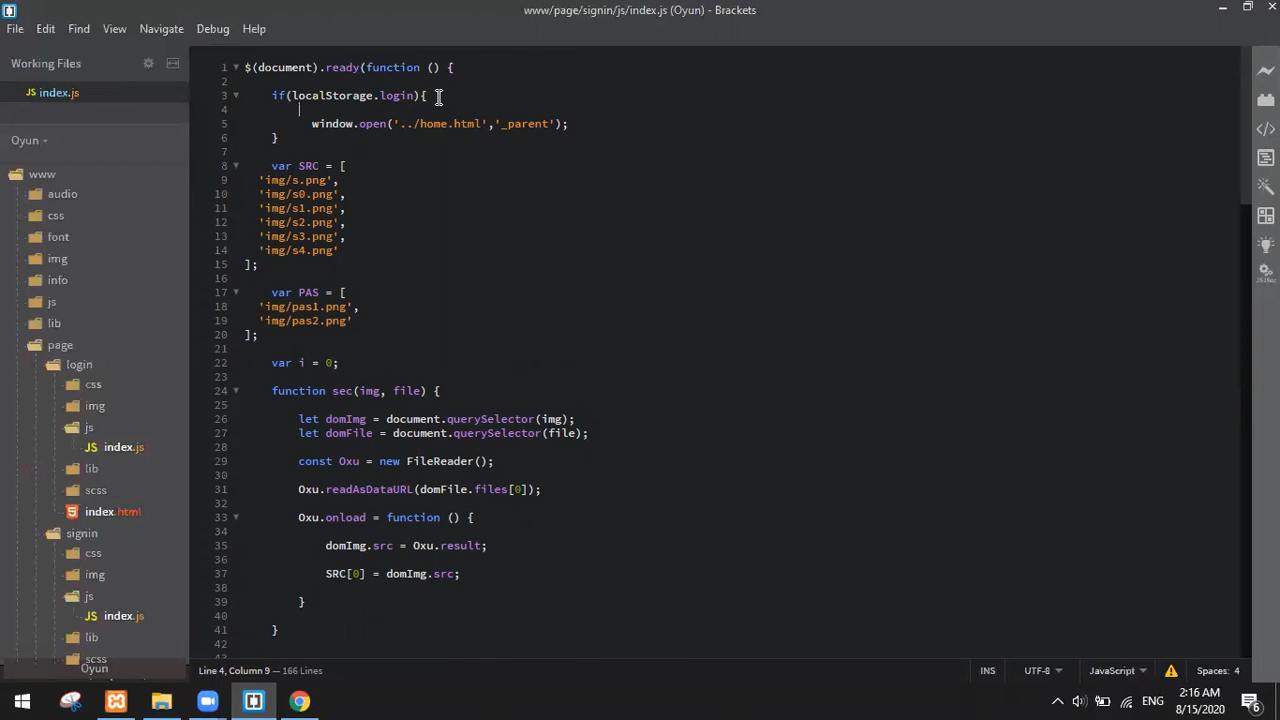 www/page/signin/js/index.js (Oyun) - Brackets
File Edit Find View Navigate Debug Help
Working Files
index.js
Oyun
www
audio
css
font
img
info
js
lib
page
login
css
img
js
JS index.js
lib
scss
5 index.html
signin
css
img
js
JS index.js
lib
scss
Oyun
1 $(document).ready(function () {
2
3 if(localStorage.login){
4
5 window.open('../home.html','_parent');
6 }
7
8 var SRC = [
9 'img/s.png',
10 'img/s0.png',
11 'img/s1.png',
12 'img/s2.png',
13 'img/s3.png',
14 'img/s4.png'
15 ];
16
17 var PAS = [
18 'img/pas1.png',
19 'img/pas2.png'
20 ];
21
22 var i = 0;
23
24 function sec(img, file) {
25
26 let domImg = document.querySelector(img);
27 let domFile = document.querySelector(file);
28
29 const Oxu = new FileReader();
30
31 Oxu.readAsDataURL(domFile.files[0]);
32
33 Oxu.onload = function () {
34
35 domImg.src = Oxu.result;
36
37 SRC[0] = domImg.src;
38
39 }
40
41 }
42
Line 4, Column 9 — 166 Lines
INS UTF-8 JavaScript Spaces: 4
ENG
2:16 AM
8/15/2020
6